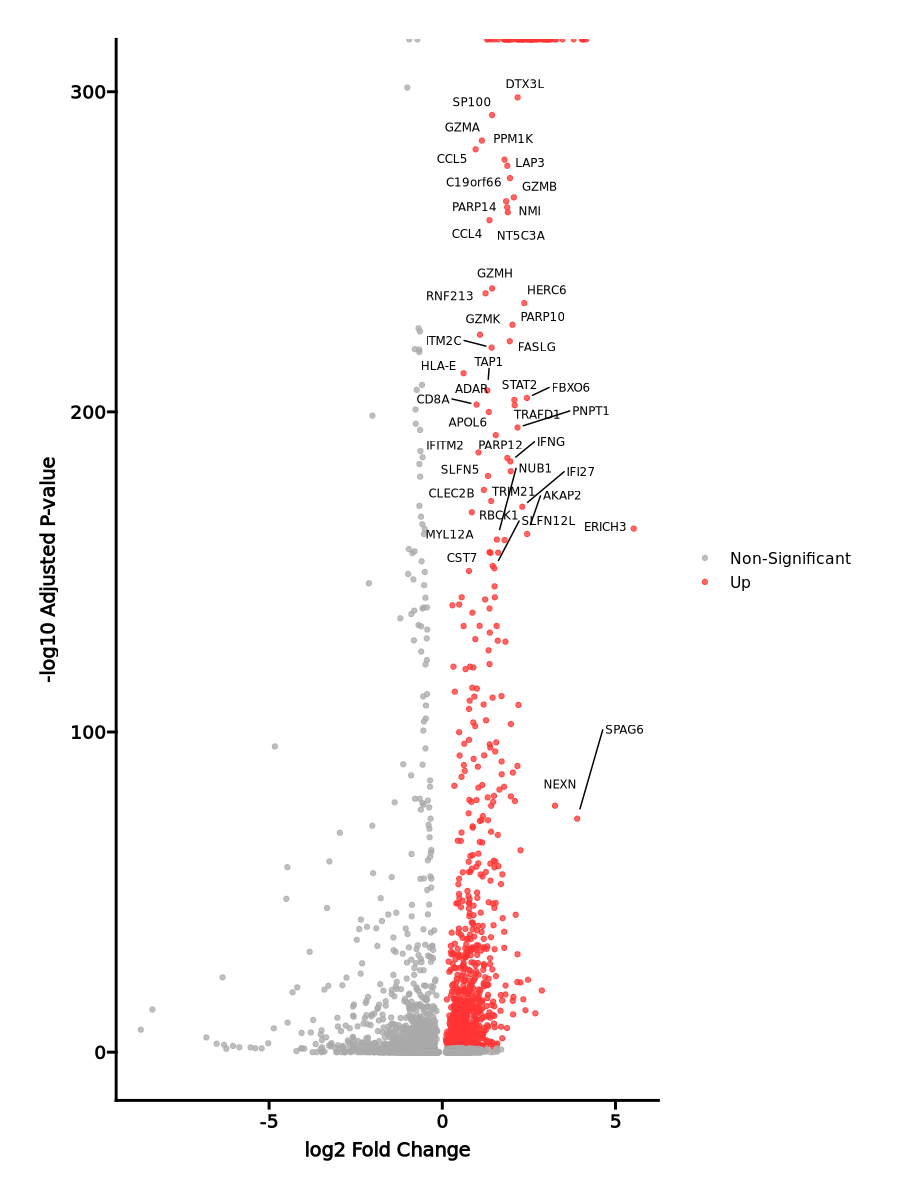 300
DTX3L
SP100
GZMA
PPM1K
CCL5
LAP3
C19orf66
GZMB
PARP14
NMI
CCL4
NT5C3A
GZMH
HERC6
RNF213
PARP10
GZMK
ITM2C
FASLG
TAP1
HLA-E
STAT2
FBXO6
ADAR
CD8A
200
TRAFD1
PNPT1
APOL6
IFITM2
PARP12
IFNG
SLFN5
NUB1
IFI27
CLEC2B
TRIM21
AKAP2
RBCK1
SLFN12L
ERICH3
MYL12A
CST7
-log10 Adjusted P-value
Non-Significant
Up
100
SPAG6
NEXN
0
-5 0 5
log2 Fold Change